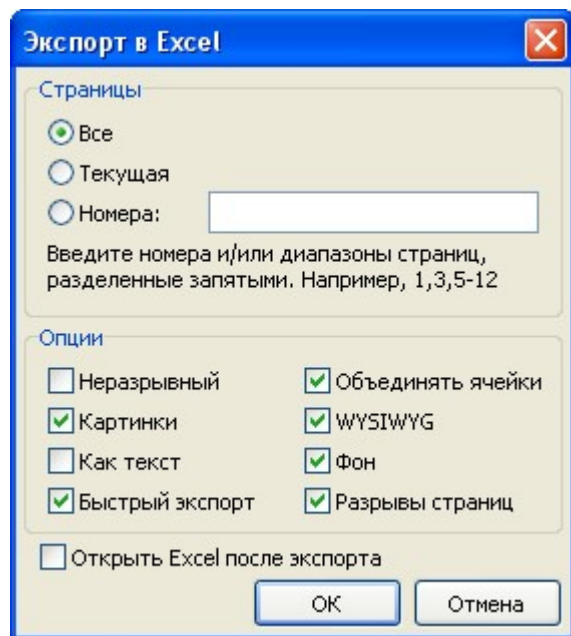 Экспорт в Excel
Страницы
Все
Текущая
Номера:
Введите номера и/или диапазоны страниц,
разделенные запятыми. Например, 1,3,5-12
Опции
Неразрывный
Объединять ячейки
Картинки
WYSIWYG
Как текст
Фон
Быстрый экспорт
Разрывы страниц
Открыть Excel после экспорта
ОК
Отмена